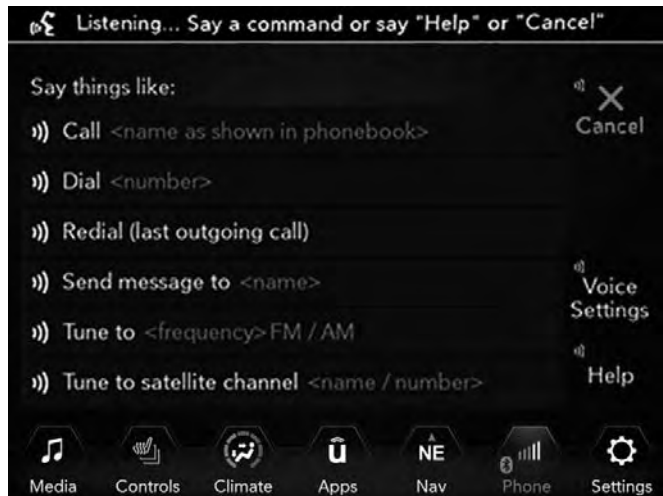 Listening... Say a command or say "Help" or "Cancel"
Say things like:
Call <name as shown in phonebook>
Dial <number>
Redial (last outgoing call)
Send message to <name>
Tune to <frequency> FM / AM
Tune to satellite channel <name / number>
Cancel
Voice
Settings
Help
û
NE
Media Controls Climate Apps Nav Phone Settings